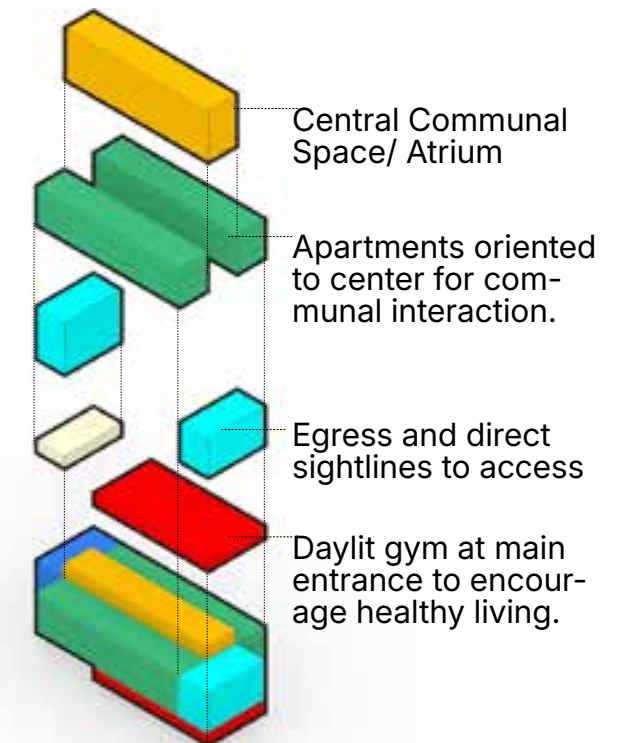 Central Communal
Space/ Atrium
Apartments oriented
to center for com-
munal interaction.
Egress and direct
sightlines to access
Daylit gym at main
entrance to encour-
age healthy living.